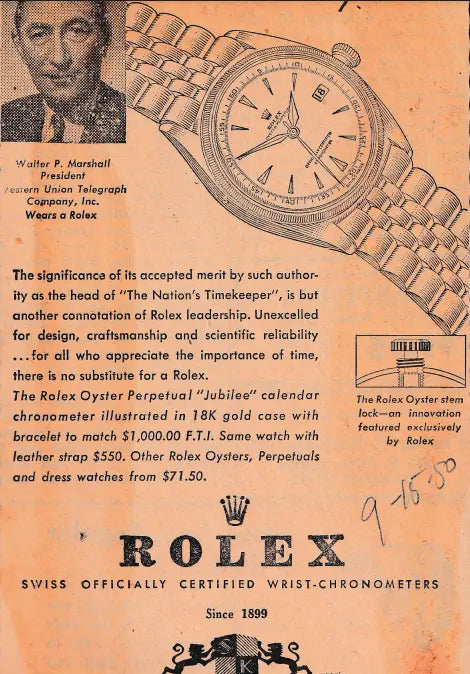 Walter P. Marshall
President
estern Union Telegraph
Company, Inc.
Wears a Rolex
18
ROLEX
The significance of its accepted merit by such author-
ity as the head of "The Nation's Timekeeper", is but
another connotation of Rolex leadership. Unexcelled
for design, craftsmanship and scientific reliability
...for all who appreciate the importance of time,
there is no substitute for a Rolex.
The Rolex Oyster Perpetual "Jubilee" calendar
chronometer illustrated in 18K gold case with
bracelet to match $1,000.00 F.T.I. Same watch with
leather strap $550. Other Rolex Oysters, Perpetuals
and dress watches from $71.50.
The Rolex Oyster stem
lock—an innovation
featured exclusively
by Rolex
9-15-50
ROLEX
SWISS OFFICIALLY CERTIFIED WRIST-CHRONOMETERS
Since 1899
S
K